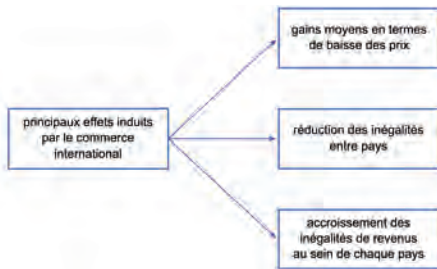 gains moyens en termes
de baisse des prix
principaux effets induits
par le commerce
international
réduction des inégalités
entre pays
accroissement des
inégalités de revenus
au sein de chaque pays